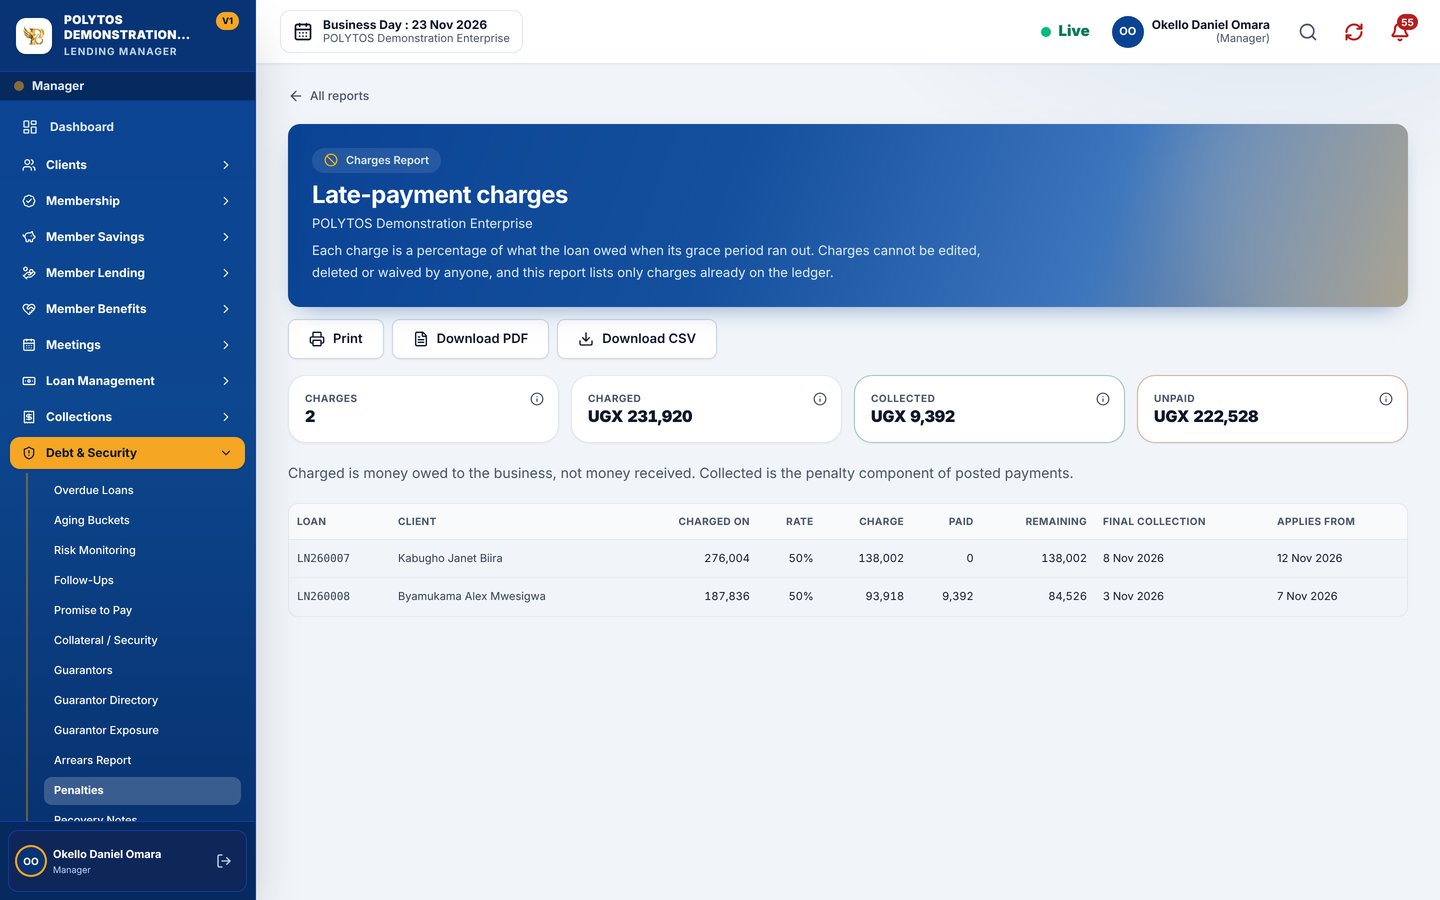 POLYTOS
DEMONSTRATION...
LENDING MANAGER
V1
Manager
Dashboard
Clients
Membership
Member Savings
Member Lending
Member Benefits
Meetings
Loan Management
Collections
Debt & Security
Overdue Loans
Aging Buckets
Risk Monitoring
Follow-Ups
Promise to Pay
Collateral / Security
Guarantors
Guarantor Directory
Guarantor Exposure
Arrears Report
Penalties
Recovery Notes
OO
Okello Daniel Omara
Manager
Business Day : 23 Nov 2026
POLYTOS Demonstration Enterprise
Live
OO
Okello Daniel Omara
(Manager)
55
All reports
Charges Report
Late-payment charges
POLYTOS Demonstration Enterprise
Each charge is a percentage of what the loan owed when its grace period ran out. Charges cannot be edited,
deleted or waived by anyone, and this report lists only charges already on the ledger.
Print
Download PDF
Download CSV
CHARGES
2
CHARGED
UGX 231,920
COLLECTED
UGX 9,392
UNPAID
UGX 222,528
Charged is money owed to the business, not money received. Collected is the penalty component of posted payments.
LOAN CLIENT CHARGED ON RATE CHARGE PAID REMAINING FINAL COLLECTION APPLIES FROM
LN260007 Kabugho Janet Biira 276,004 50% 138,002 0 138,002 8 Nov 2026 12 Nov 2026
LN260008 Byamukama Alex Mwesigwa 187,836 50% 93,918 9,392 84,526 3 Nov 2026 7 Nov 2026